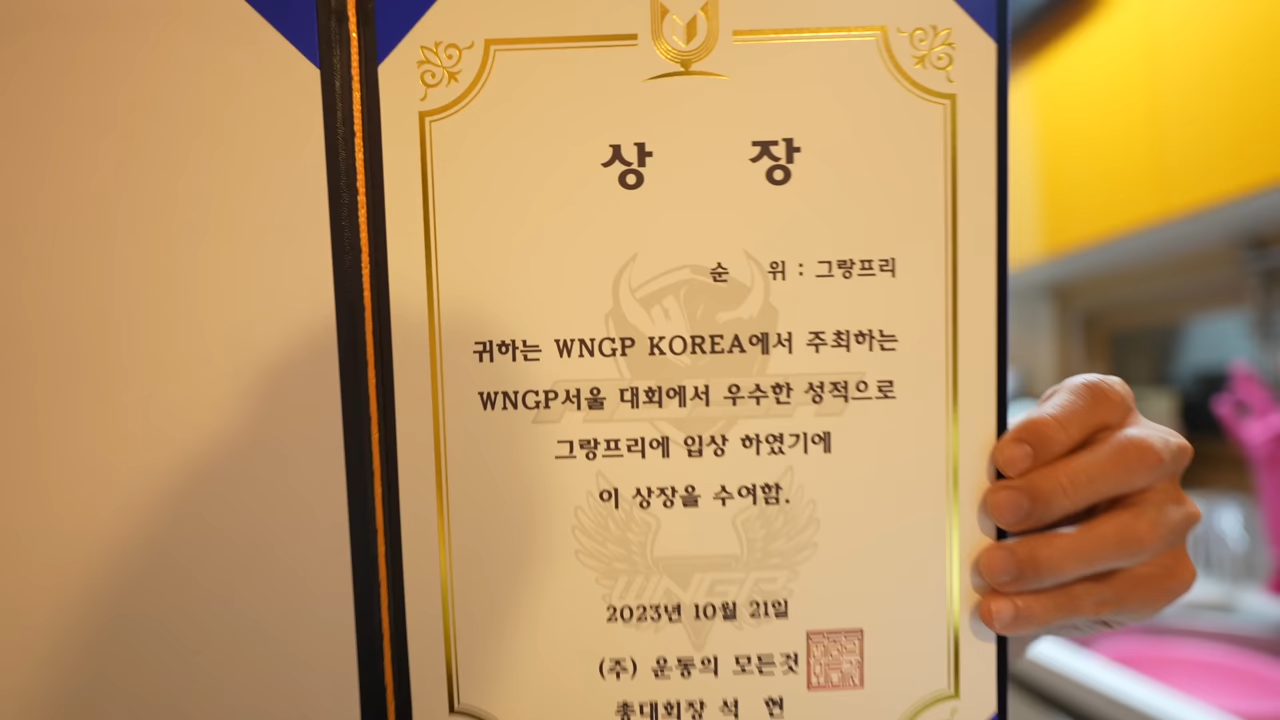 상 장
순 위 : 그랑프리
귀하는 WNGP KOREA에서 주최하는
WNGP서울 대회에서 우수한 성적으로
그랑프리에 입상 하였기에
이 상장을 수여함.
WNGP
2023년 10월 21일
(주) 운동의 모든것
총대회장 석 현